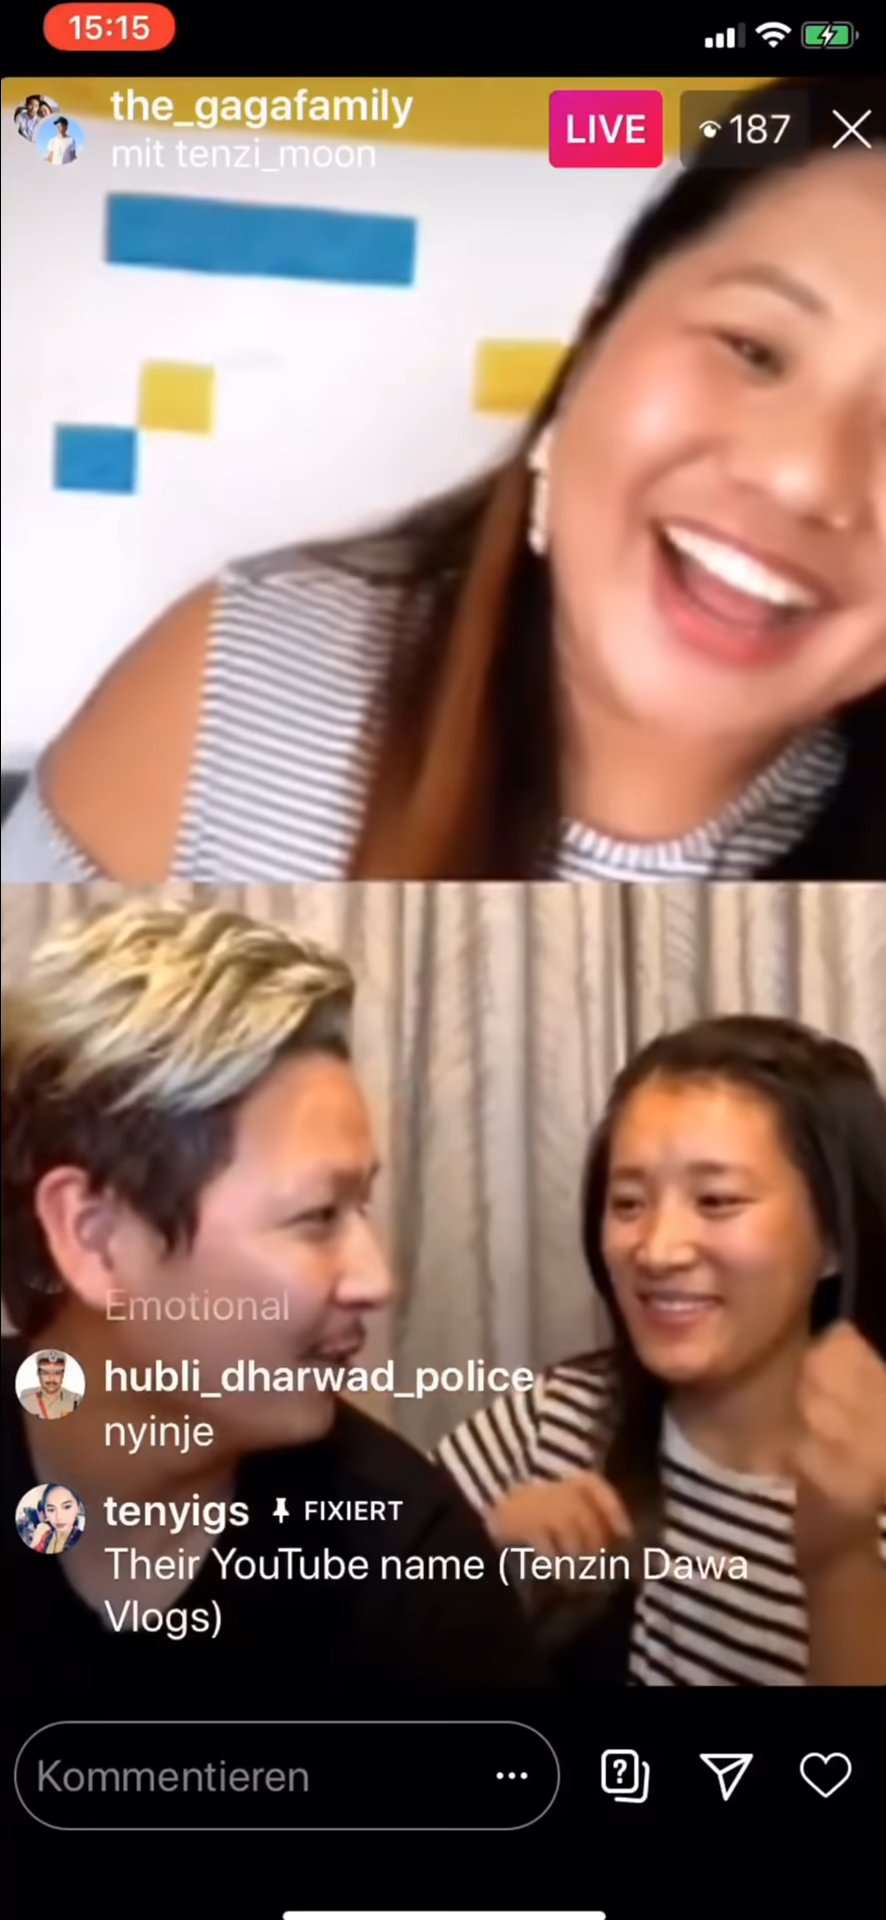 15:15
the_gagafamily
mit tenzi_moon
LIVE
187
Emotional
hubli_dharwad_police
nyinje
tenyigs FIXIERT
Their YouTube name (Tenzin Dawa
Vlogs)
Kommentieren